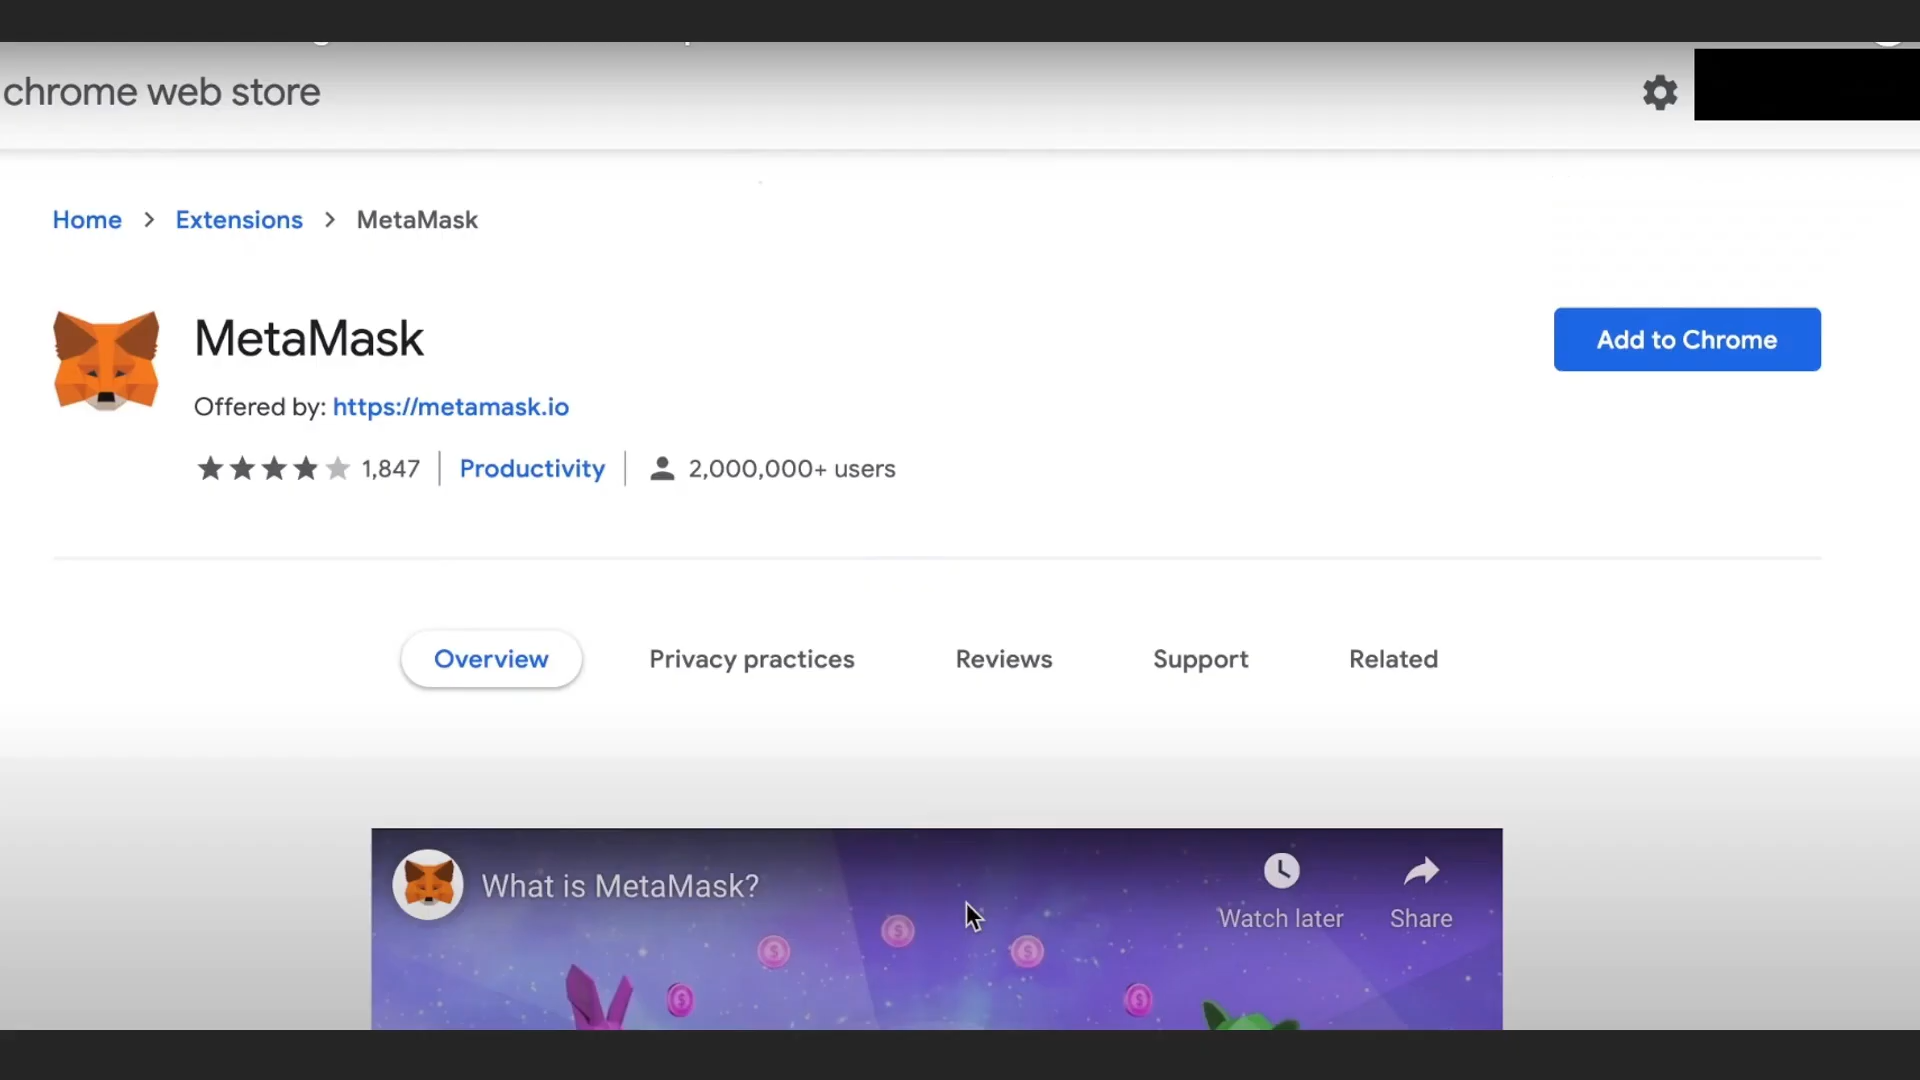 chrome web store
Home > Extensions > MetaMask
MetaMask
Add to Chrome
Offered by: https://metamask.io
1,847 | Productivity | 2,000,000+ users
Overview Privacy practices Reviews Support Related
What is MetaMask?
Watch later Share